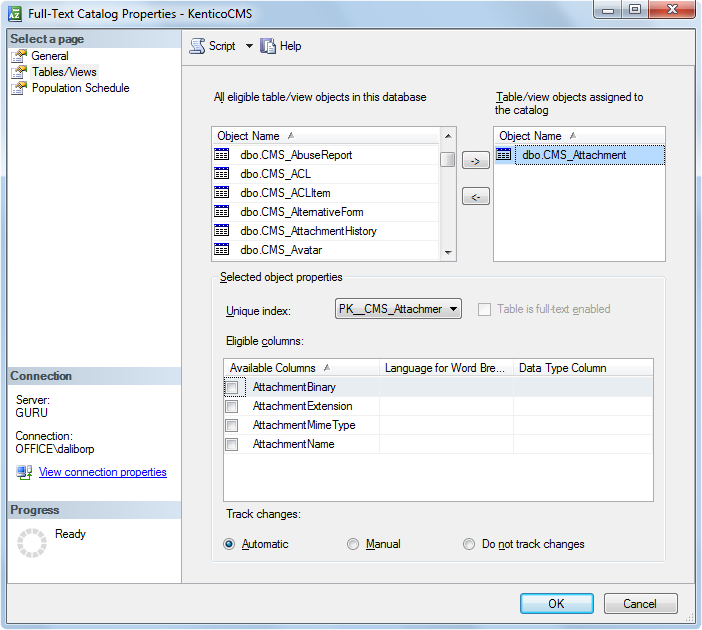 Full-Text Catalog Properties - KenticoCMS
Select a page
General
Tables/Views
Population Schedule
Script
Help
All eligible table/view objects in this database
Object Name
dbo.CMS_AbuseReport
dbo.CMS_ACL
dbo.CMS_ACLItem
dbo.CMS_AlternativeForm
dbo.CMS_AttachmentHistory
dbo.CMS_Avatar
->
<-
Table/view objects assigned to
the catalog
Object Name
dbo.CMS_Attachment
Selected object properties
Unique index:
PK__CMS_Attachmer
Table is full-text enabled
Eligible columns:
Available Columns Language for Word Bre... Data Type Column
AttachmentBinary
AttachmentExtension
AttachmentMimeType
AttachmentName
Track changes:
Automatic Manual Do not track changes
Connection
Server:
GURU
Connection:
OFFICE\daliborp
View connection properties
Progress
Ready
OK Cancel